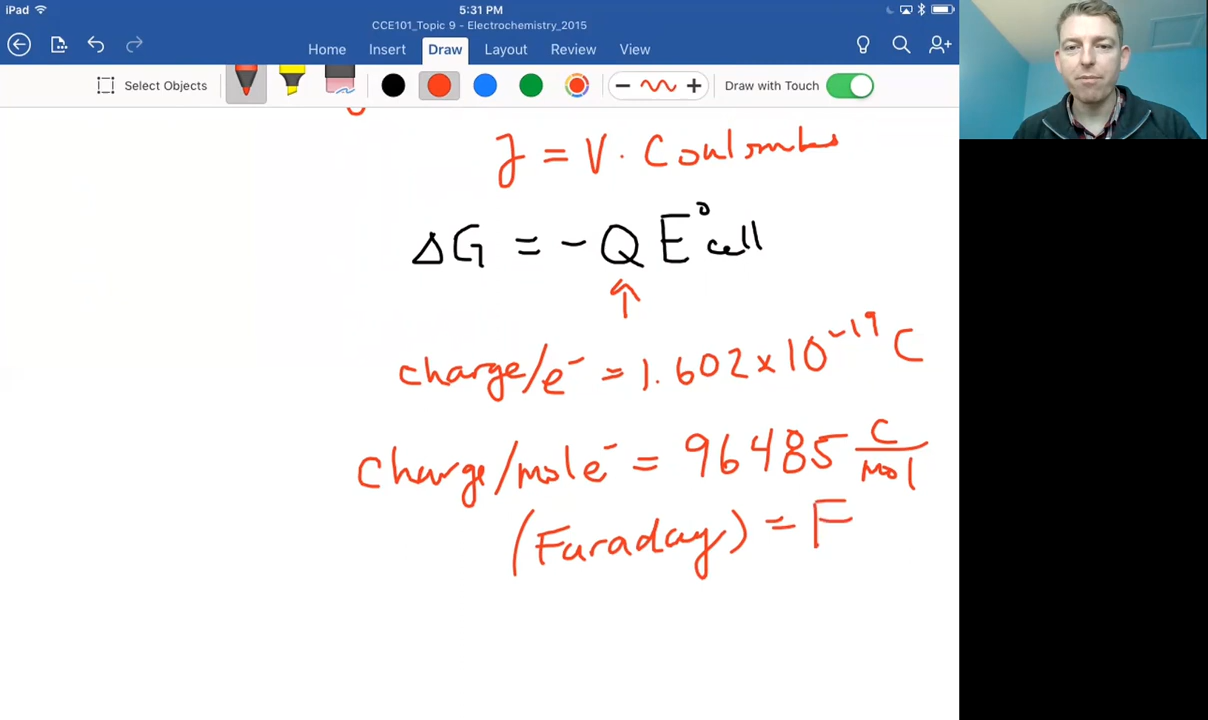 iPad 5:31 PM
CCE101_Topic 9 - Electrochemistry_2015
Home Insert Draw Layout Review View
Select Objects Draw with Touch
J = V · Coulombs
ΔG = - Q E° cell
↑
charge/e⁻ = 1.602 x 10⁻¹⁹ C
charge/mol e⁻ = 96485 C/mol
(Faraday) = F